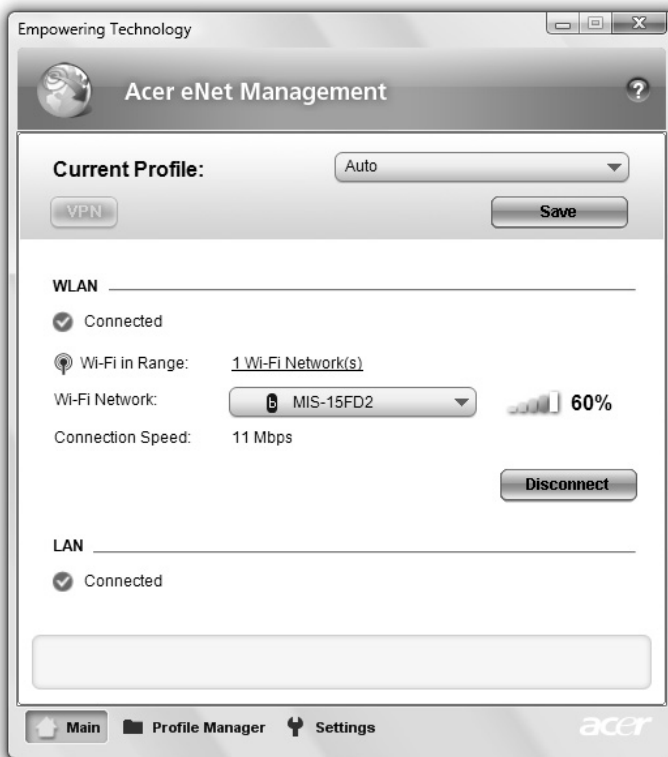 Empowering Technology
Acer eNet Management
?
Current Profile: Auto
VPN Save
WLAN
Connected
Wi-Fi in Range: 1 Wi-Fi Network(s)
Wi-Fi Network: b MIS-15FD2 60%
Connection Speed: 11 Mbps
Disconnect
LAN
Connected
Main Profile Manager Settings acer